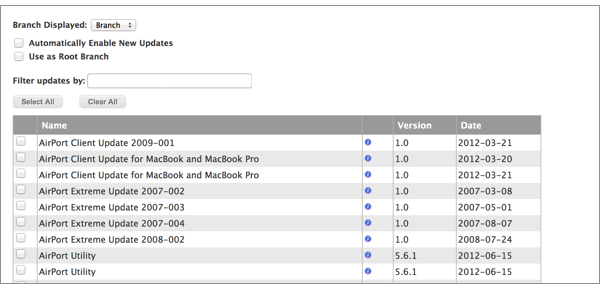 Branch Displayed: Branch
Automatically Enable New Updates
Use as Root Branch
Filter updates by:
Select All Clear All
Name Version Date
AirPort Client Update 2009-001 1.0 2012-03-21
AirPort Client Update for MacBook and MacBook Pro 1.0 2012-03-20
AirPort Client Update for MacBook and MacBook Pro 1.0 2012-03-21
AirPort Extreme Update 2007-002 1.0 2007-03-08
AirPort Extreme Update 2007-003 1.0 2007-05-01
AirPort Extreme Update 2007-004 1.0 2007-08-07
AirPort Extreme Update 2008-002 1.0 2008-07-24
AirPort Utility 5.6.1 2012-06-15
AirPort Utility 5.6.1 2012-06-15